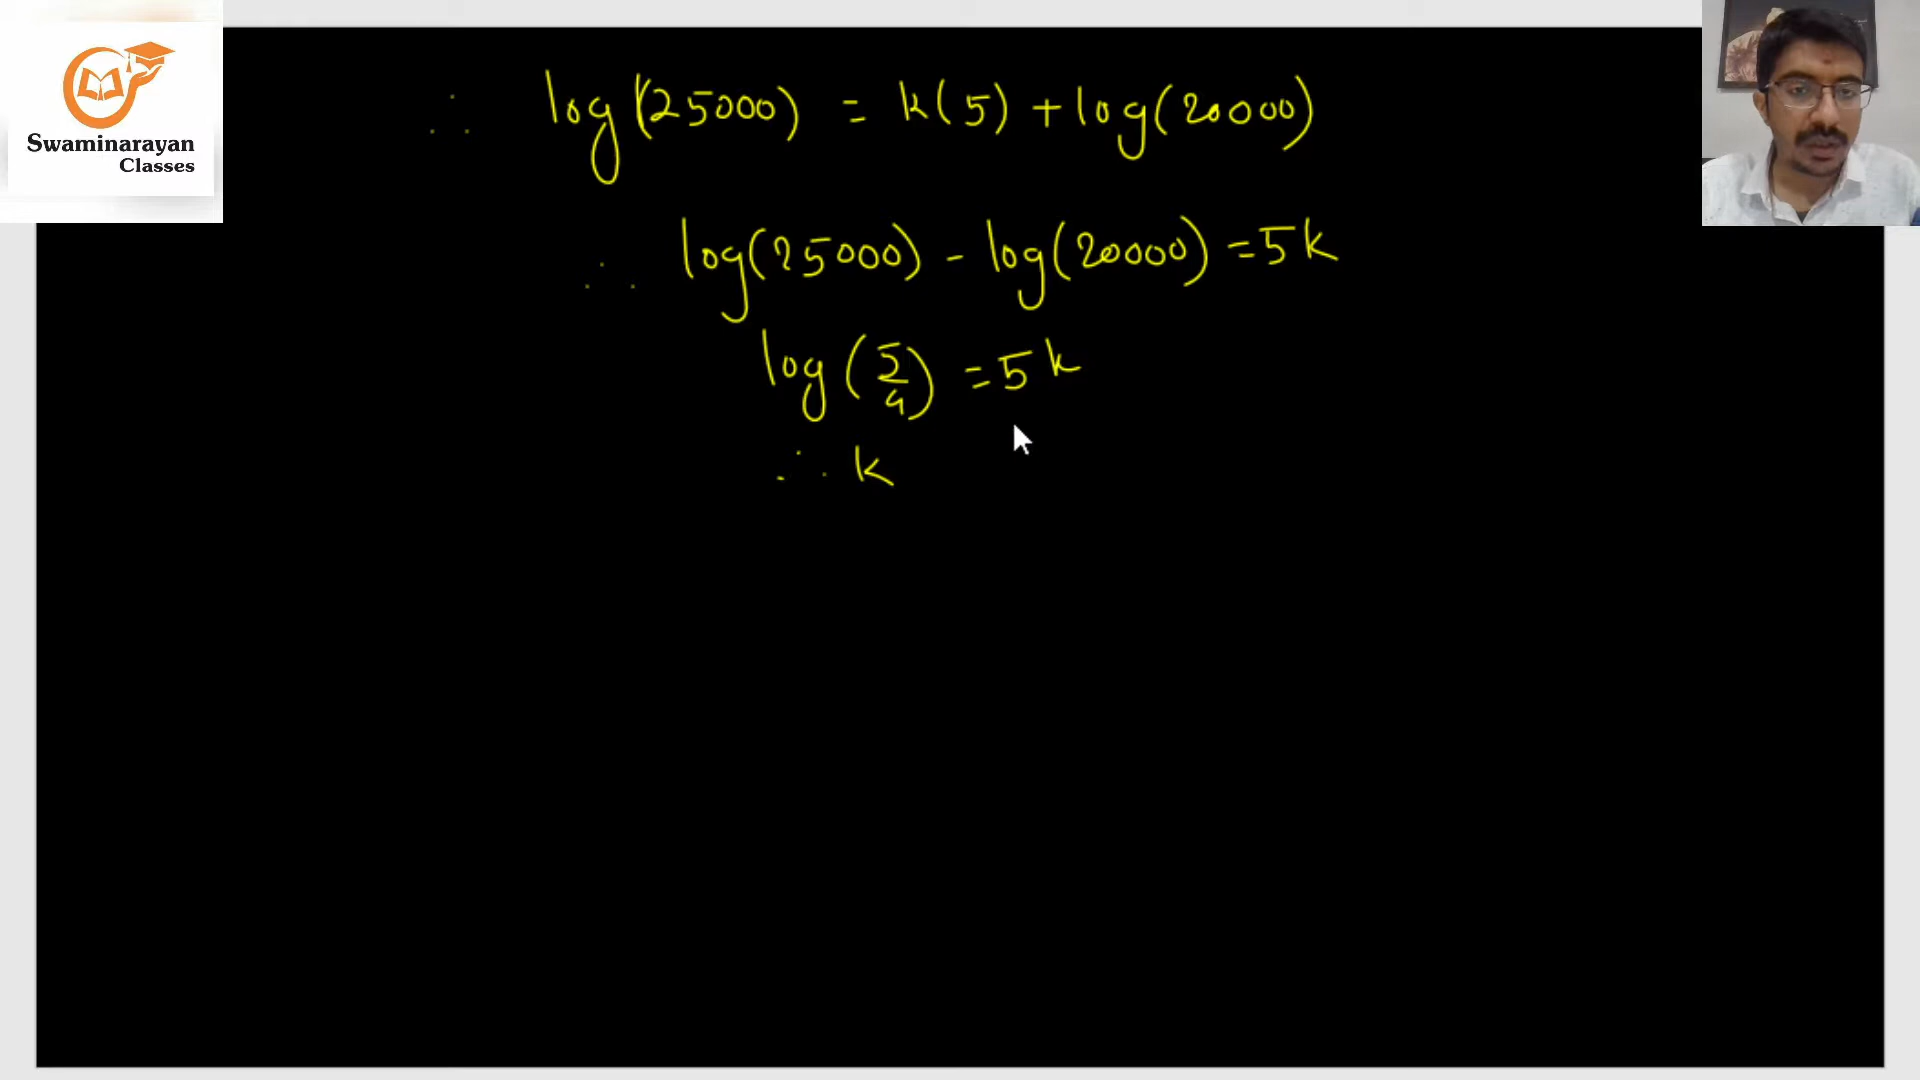 Swaminarayan
Classes
∴ log(25000) = k(5) + log(20000)
∴ log(25000) - log(20000) = 5k
log(5/4) = 5k
∴ k